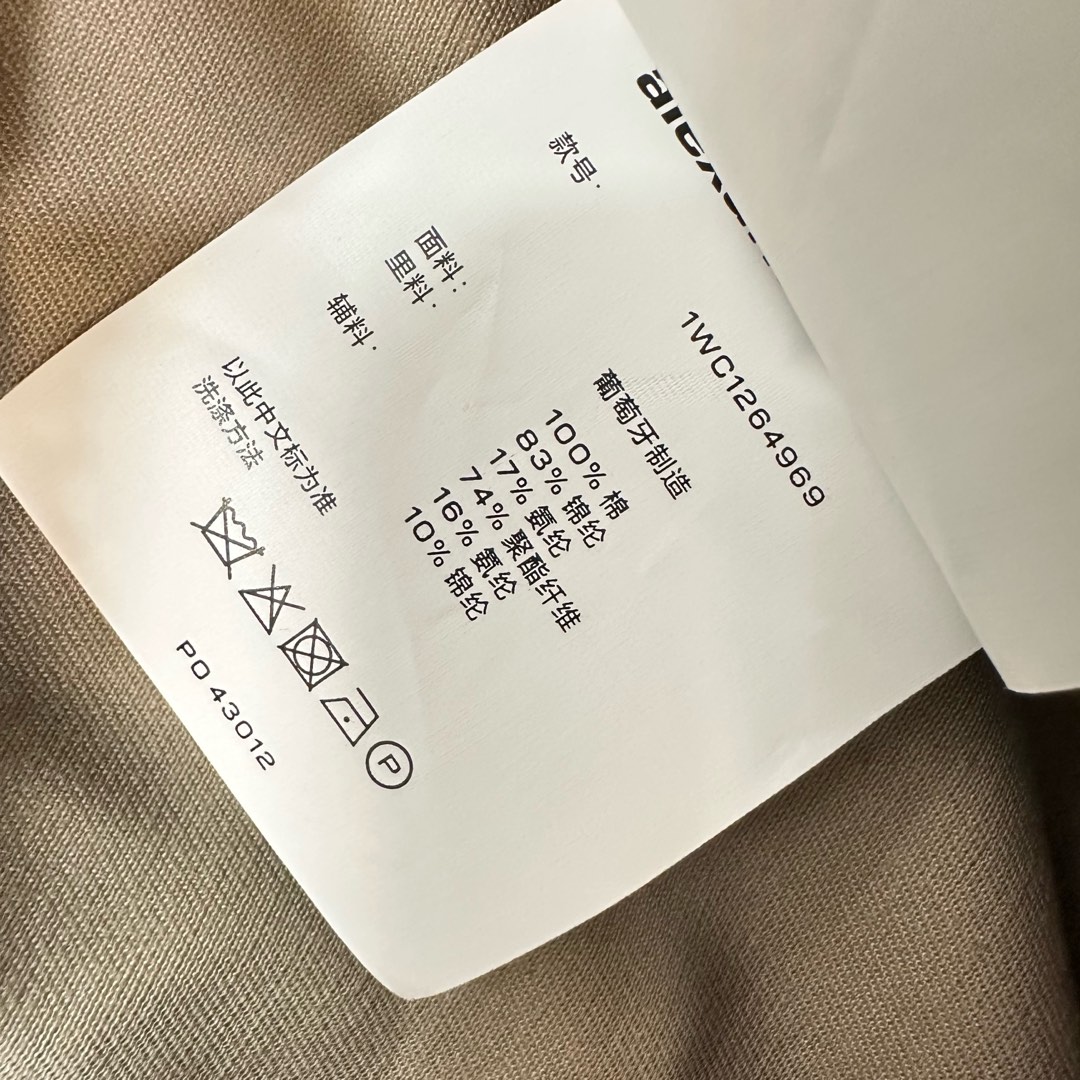 款号:
1WC1264969
葡萄牙制造
面料:
100% 棉
里料:
83% 锦纶
17% 氨纶
辅料:
74% 聚酯纤维
16% 氨纶
10% 锦纶
以此中文标为准
洗涤方法
P
PO 43012